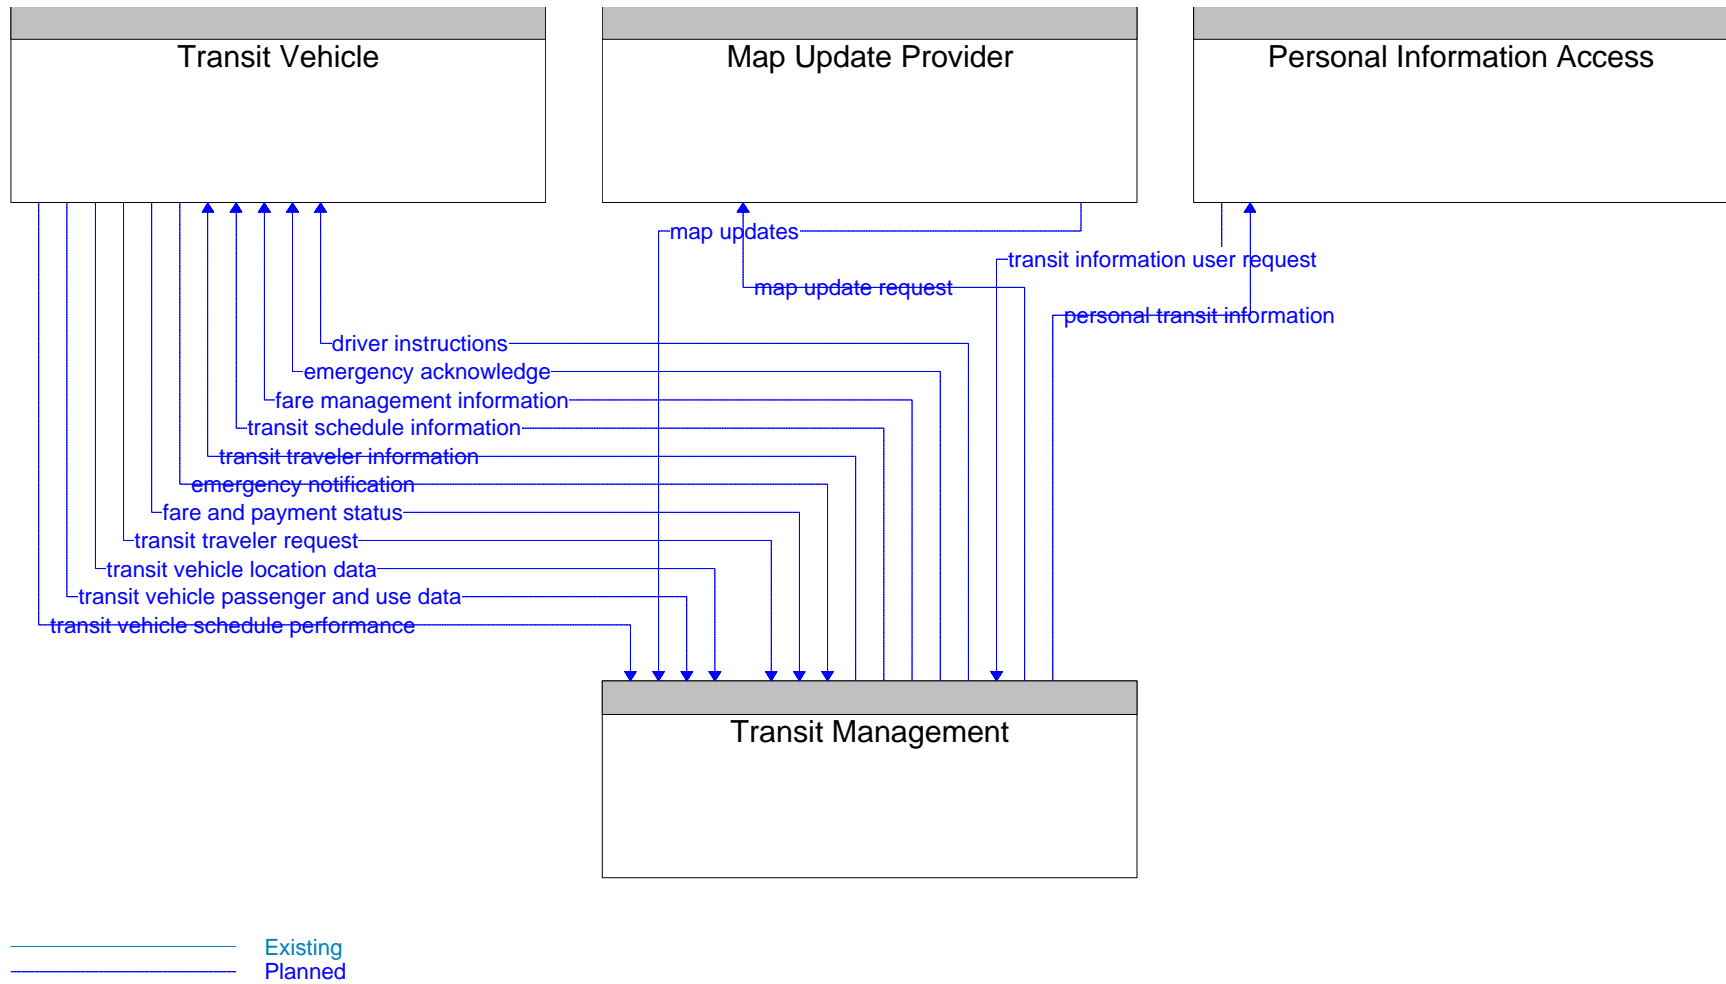 Transit Vehicle
Map Update Provider
Personal Information Access
map updates
transit information user request
map update request
personal transit information
driver instructions
emergency acknowledge
fare management information
transit schedule information
transit traveler information
emergency notification
fare and payment status
transit traveler request
transit vehicle location data
transit vehicle passenger and use data
transit vehicle schedule performance
Transit Management
Existing
Planned